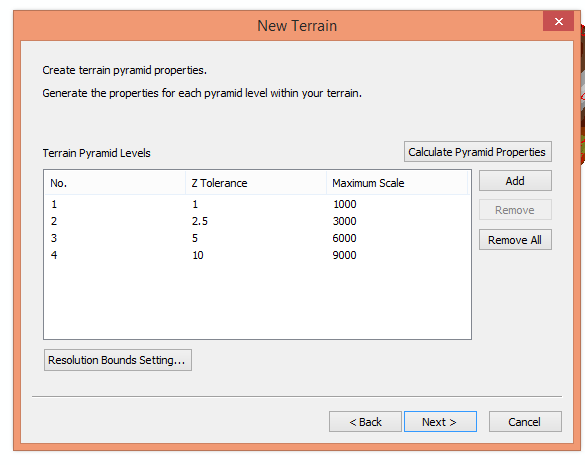 New Terrain
Create terrain pyramid properties.
Generate the properties for each pyramid level within your terrain.
Terrain Pyramid Levels
Calculate Pyramid Properties
No. Z Tolerance Maximum Scale
1 1 1000
2 2.5 3000
3 5 6000
4 10 9000
Add
Remove
Remove All
Resolution Bounds Setting...
< Back Next > Cancel